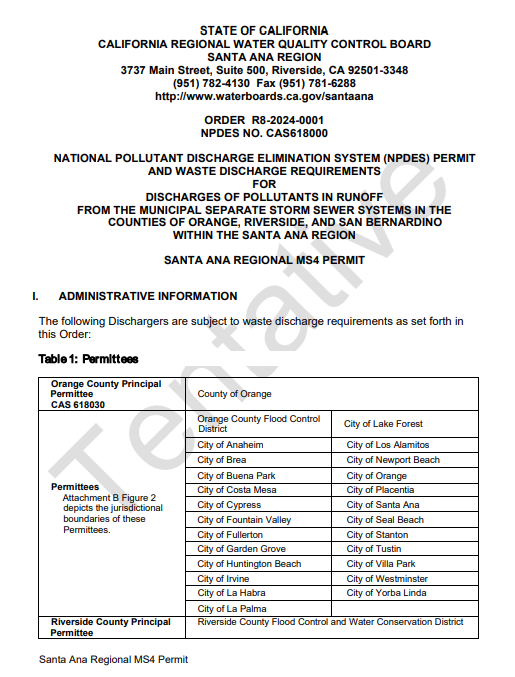 STATE OF CALIFORNIA
CALIFORNIA REGIONAL WATER QUALITY CONTROL BOARD
SANTA ANA REGION
3737 Main Street, Suite 500, Riverside, CA 92501-3348
(951) 782-4130 Fax (951) 781-6288
http://www.waterboards.ca.gov/santaana
ORDER R8-2024-0001
NPDES NO. CAS618000
NATIONAL POLLUTANT DISCHARGE ELIMINATION SYSTEM (NPDES) PERMIT
AND WASTE DISCHARGE REQUIREMENTS
FOR
DISCHARGES OF POLLUTANTS IN RUNOFF
FROM THE MUNICIPAL SEPARATE STORM SEWER SYSTEMS IN THE
COUNTIES OF ORANGE, RIVERSIDE, AND SAN BERNARDINO
WITHIN THE SANTA ANA REGION
SANTA ANA REGIONAL MS4 PERMIT
Tentative
I. ADMINISTRATIVE INFORMATION
The following Dischargers are subject to waste discharge requirements as set forth in
this Order:
Table 1: Permittees
Orange County Principal
Permittee
CAS 618030
County of Orange
Permittees
Attachment B Figure 2
depicts the jurisdictional
boundaries of these
Permittees.
Orange County Flood Control
District
City of Lake Forest
City of Anaheim
City of Los Alamitos
City of Brea
City of Newport Beach
City of Buena Park
City of Orange
City of Costa Mesa
City of Placentia
City of Cypress
City of Santa Ana
City of Fountain Valley
City of Seal Beach
City of Fullerton
City of Stanton
City of Garden Grove
City of Tustin
City of Huntington Beach
City of Villa Park
City of Irvine
City of Westminster
City of La Habra
City of Yorba Linda
City of La Palma
Riverside County Principal
Permittee
Riverside County Flood Control and Water Conservation District
Santa Ana Regional MS4 Permit